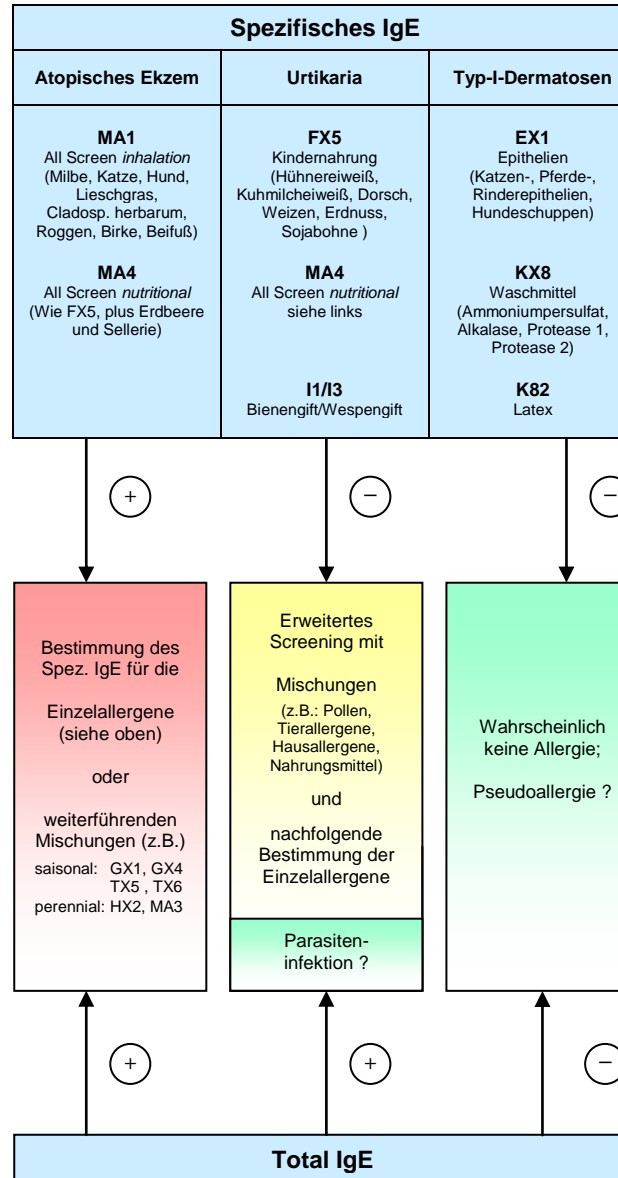 Spezifisches IgE
Atopisches Ekzem
Urtikaria
Typ-I-Dermatosen
MA1
All Screen inhalation
(Milbe, Katze, Hund,
Lieschgras,
Cladosp. herbarum,
Roggen, Birke, Beifuß)
MA4
All Screen nutritional
(Wie FX5, plus Erdbeere
und Sellerie)
FX5
Kindernahrung
(Hühnereiweiß,
Kuhmilcheiweiß, Dorsch,
Weizen, Erdnuss,
Sojabohne )
MA4
All Screen nutritional
siehe links
I1/I3
Bienengift/Wespengift
EX1
Epithelien
(Katzen-, Pferde-,
Rinderepithelien,
Hundeschuppen)
KX8
Waschmittel
(Ammoniumpersulfat,
Alkalase, Protease 1,
Protease 2)
K82
Latex
+
−
−
Bestimmung des
Spez. IgE für die
Einzelallergene
(siehe oben)
oder
weiterführenden
Mischungen (z.B.)
saisonal: GX1, GX4
TX5 , TX6
perennial: HX2, MA3
Erweitertes
Screening mit
Mischungen
(z.B.: Pollen,
Tierallergene,
Hausallergene,
Nahrungsmittel)
und
nachfolgende
Bestimmung der
Einzelallergene
Parasiten-
infektion ?
Wahrscheinlich
keine Allergie;
Pseudoallergie ?
+
+
−
Total IgE